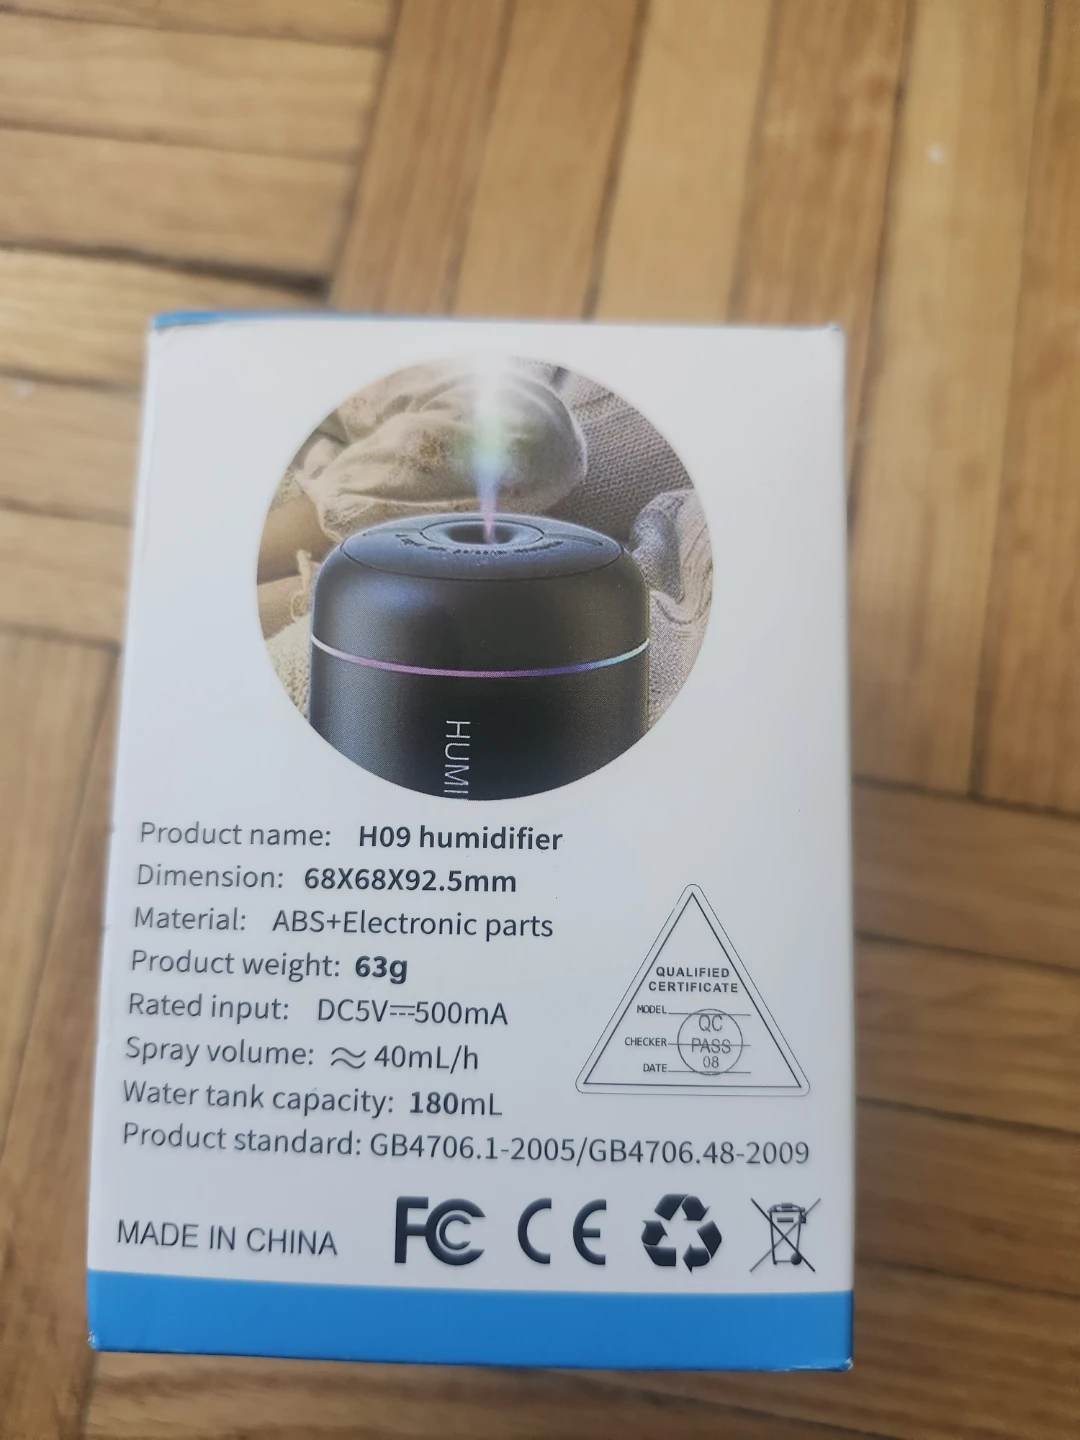 HUMI
Product name: H09 humidifier
Dimension: 68X68X92.5mm
Material: ABS+Electronic parts
Product weight: 63g
Rated input: DC5V⎓500mA
Spray volume: ≈ 40mL/h
Water tank capacity: 180mL
Product standard: GB4706.1-2005/GB4706.48-2009
QUALIFIED
CERTIFICATE
MODEL
QC
CHECKER PASS
08
DATE
MADE IN CHINA FC CE